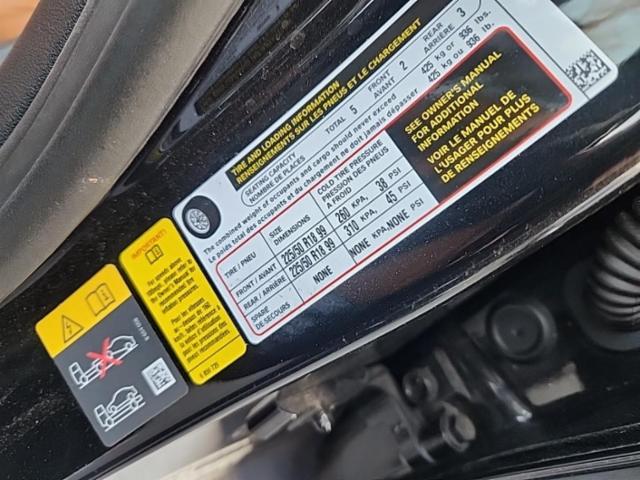 TIRE AND LOADING INFORMATION
RENSEIGNEMENTS SUR LES PNEUS ET LE CHARGEMENT
SEATING CAPACITY
NOMBRE DE PLACES
TOTAL 5
FRONT
AVANT 2
REAR
ARRIÈRE 3
The combined weight of occupants and cargo should never exceed 425 kg or 936 lbs.
Le poids total des occupants et du chargement ne doit jamais dépasser 425 kg ou 936 lb.
TIRE / PNEU
SIZE
DIMENSIONS
COLD TIRE PRESSURE
PRESSION DES PNEUS
A FROID
FRONT / AVANT 225/50 R18 99 260 KPA, 38 PSI
REAR / ARRIÈRE 225/50 R18 99 310 KPA, 45 PSI
SPARE
DE SECOURS
NONE NONE KPA, NONE PSI
SEE OWNER'S MANUAL
FOR ADDITIONAL
INFORMATION
VOIR LE MANUEL DE
L'USAGER POUR PLUS
DE RENSEIGNEMENTS
IMPORTANT!